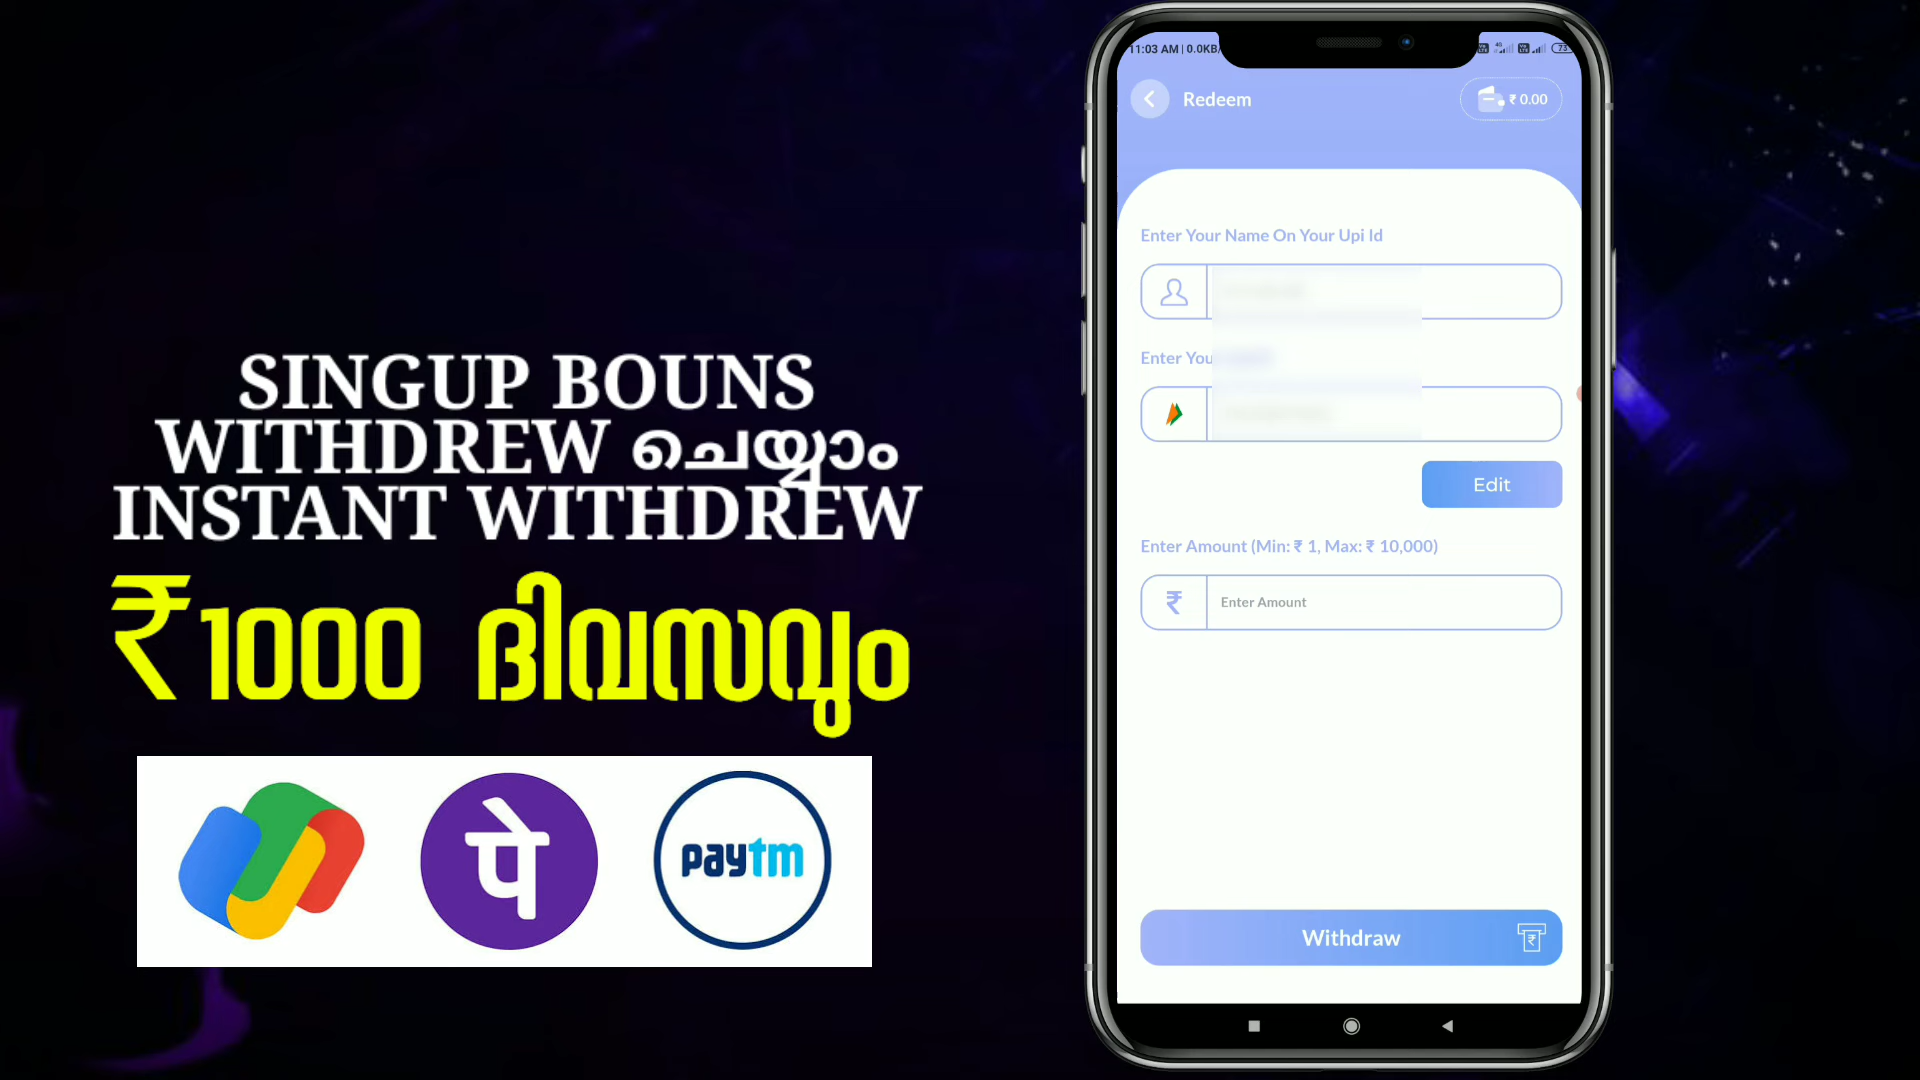 SINGUP BOUNS
WITHDREW ചെയ്യാം
INSTANT WITHDREW
₹1000 ദിവസവും
पे
paytm
11:03 AM | 0.0KB/
73
Redeem
₹ 0.00
Enter Your Name On Your Upi Id
Enter You
Edit
Enter Amount (Min: ₹ 1, Max: ₹ 10,000)
₹
Enter Amount
Withdraw